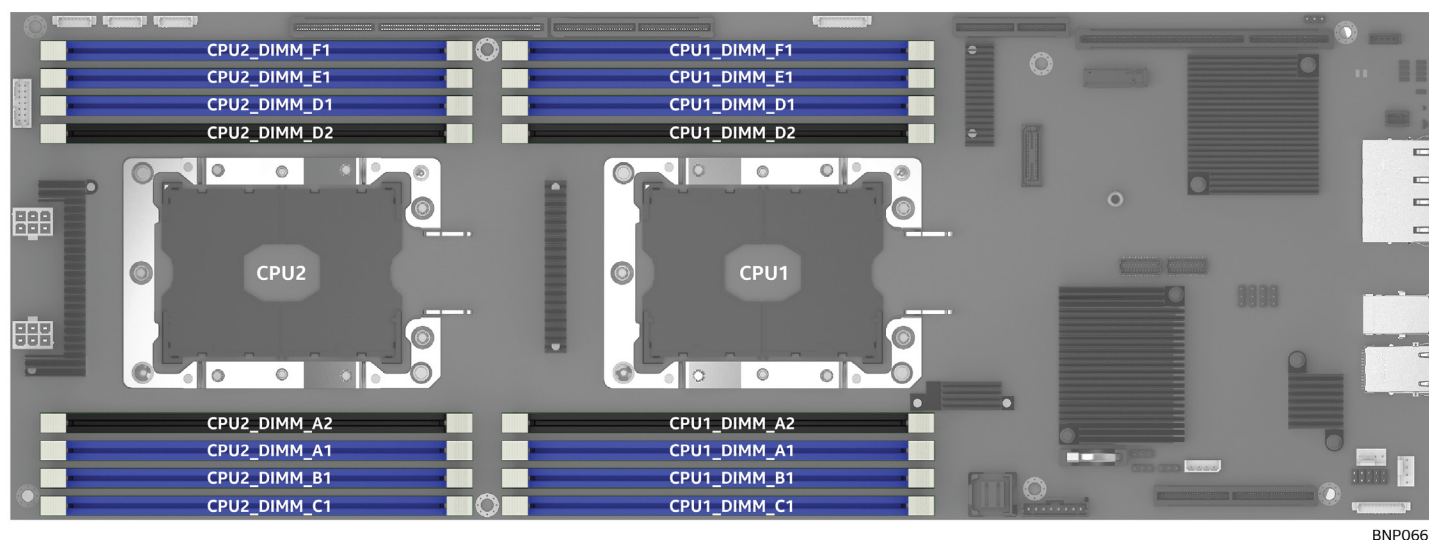 CPU2_DIMM_F1 CPU1_DIMM_F1
CPU2_DIMM_E1 CPU1_DIMM_E1
CPU2_DIMM_D1 CPU1_DIMM_D1
CPU2_DIMM_D2 CPU1_DIMM_D2
CPU2 CPU1
CPU2_DIMM_A2 CPU1_DIMM_A2
CPU2_DIMM_A1 CPU1_DIMM_A1
CPU2_DIMM_B1 CPU1_DIMM_B1
CPU2_DIMM_C1 CPU1_DIMM_C1
BNP066